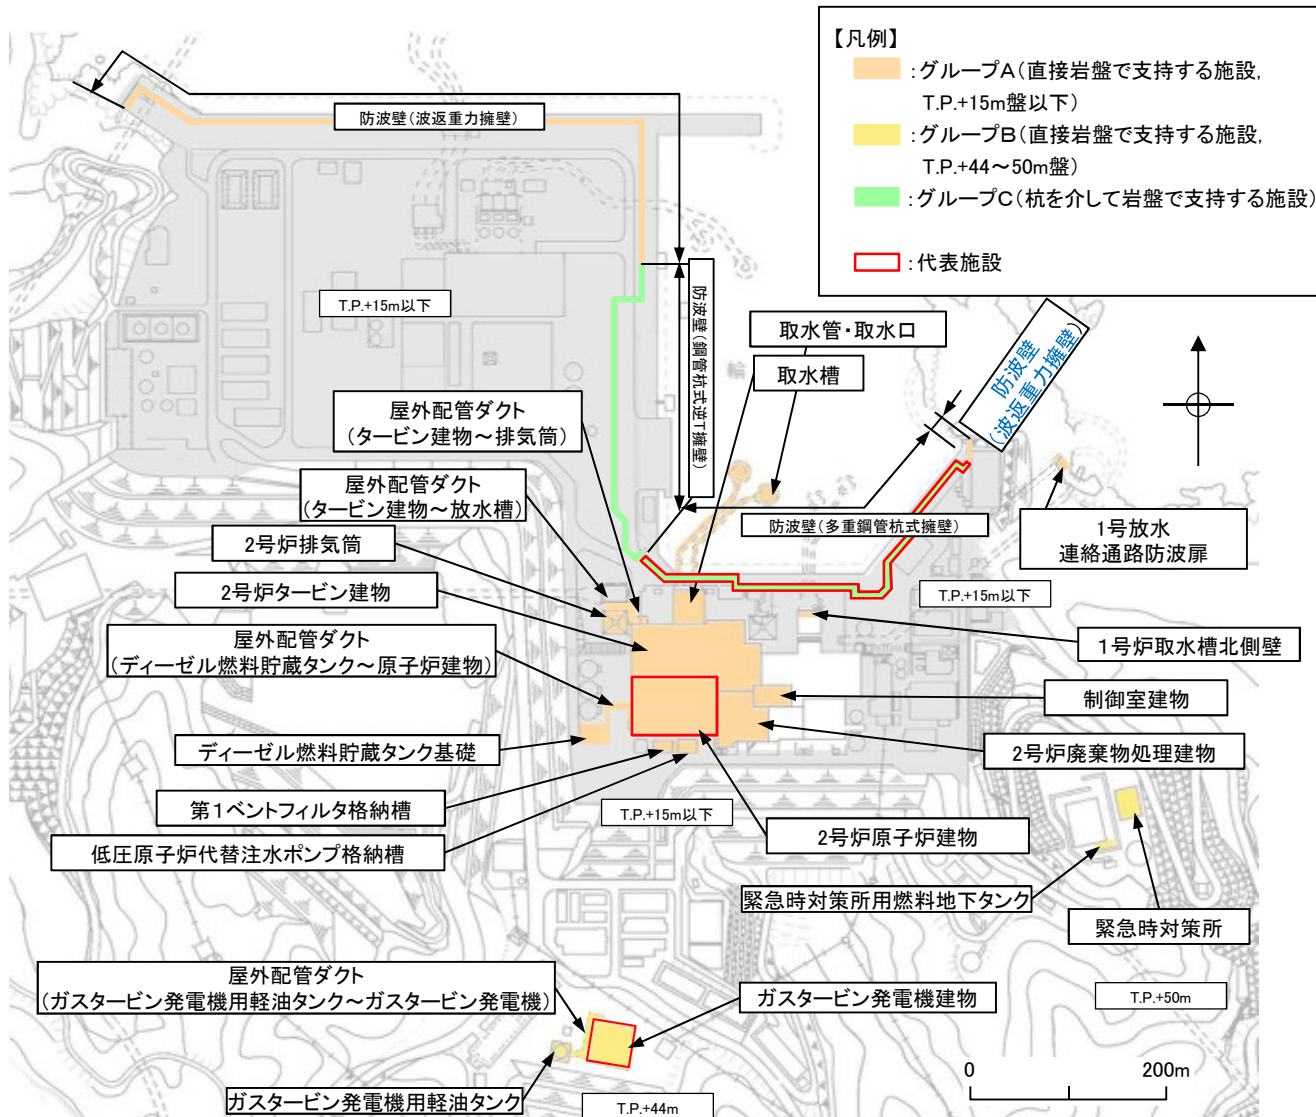 【凡例】
：グループA（直接岩盤で支持する施設，
T.P.+15m盤以下）
：グループB（直接岩盤で支持する施設，
T.P.+44～50m盤）
：グループC（杭を介して岩盤で支持する施設）
：代表施設
防波壁（波返重力擁壁）
T.P.+15m以下
防波壁（鋼管杭式逆T擁壁）
輪
取水管・取水口
取水槽
防波壁
（波返重力擁壁）
屋外配管ダクト
（タービン建物～排気筒）
屋外配管ダクト
（タービン建物～放水槽）
防波壁（多重鋼管杭式擁壁）
1号放水
連絡通路防波扉
2号炉排気筒
2号炉タービン建物
T.P.+15m以下
屋外配管ダクト
（ディーゼル燃料貯蔵タンク～原子炉建物）
1号炉取水槽北側壁
制御室建物
ディーゼル燃料貯蔵タンク基礎
2号炉廃棄物処理建物
第1ベントフィルタ格納槽
T.P.+15m以下
2号炉原子炉建物
低圧原子炉代替注水ポンプ格納槽
緊急時対策所用燃料地下タンク
緊急時対策所
屋外配管ダクト
（ガスタービン発電機用軽油タンク～ガスタービン発電機）
ガスタービン発電機建物
T.P.+50m
0
200m
ガスタービン発電機用軽油タンク
T.P.+44m